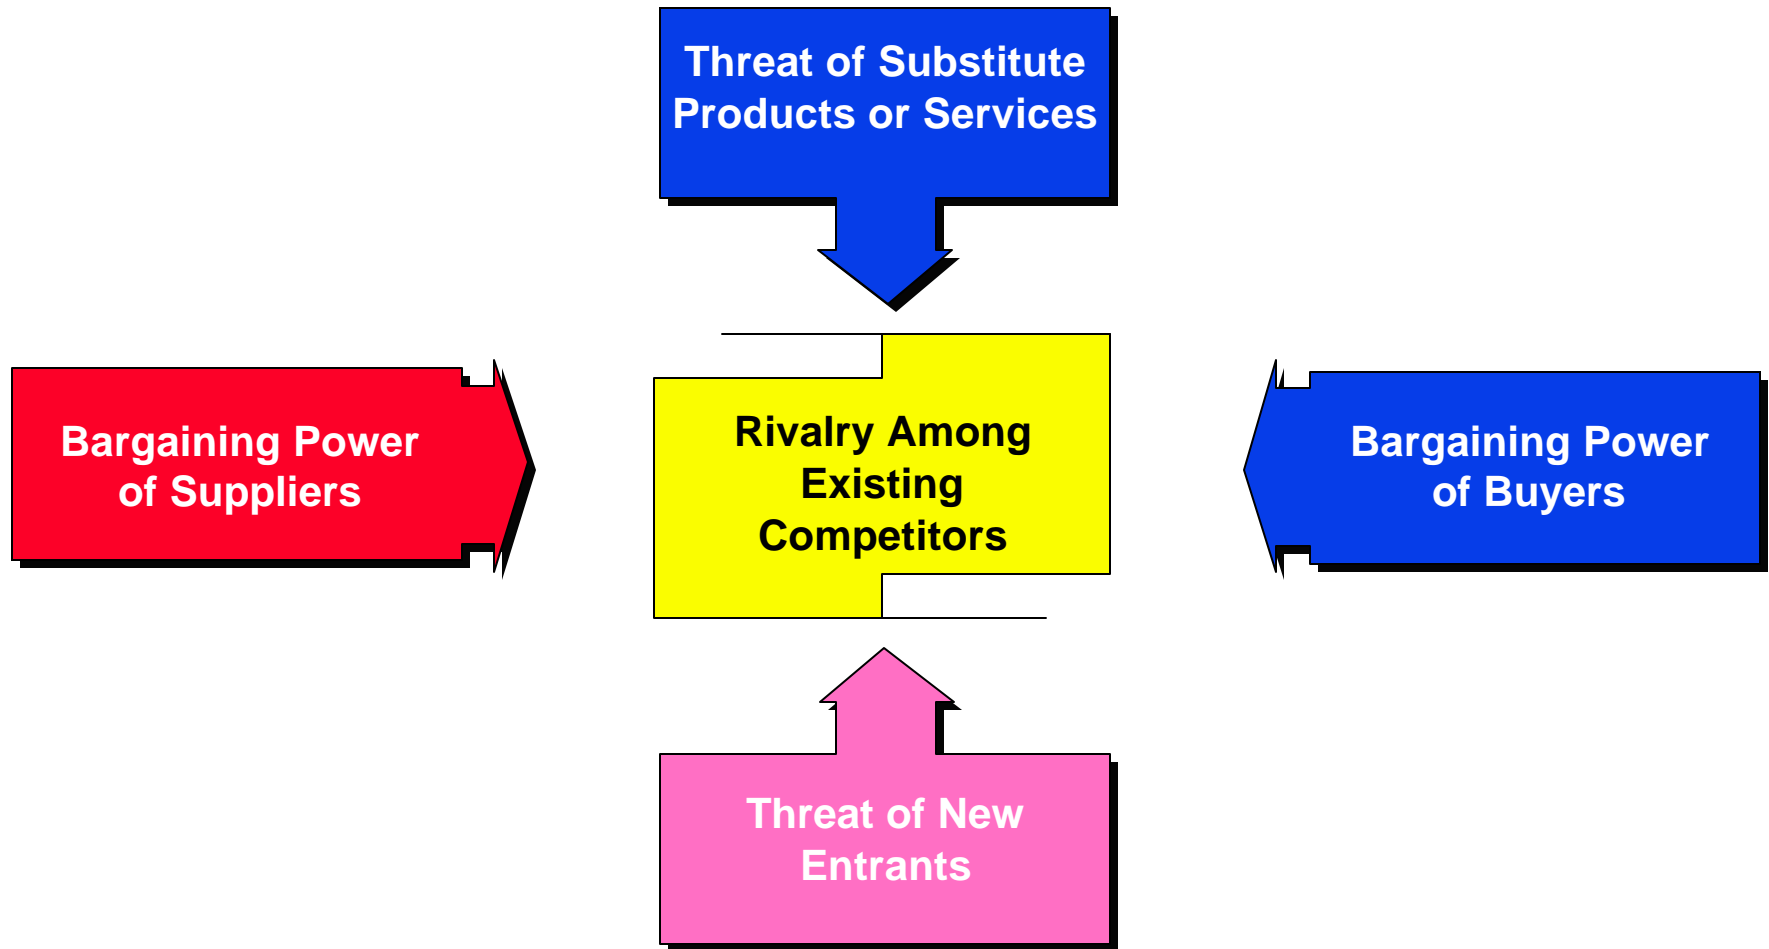 Threat of Substitute
Products or Services
Bargaining Power
of Suppliers
Rivalry Among
Existing
Competitors
Bargaining Power
of Buyers
Threat of New
Entrants